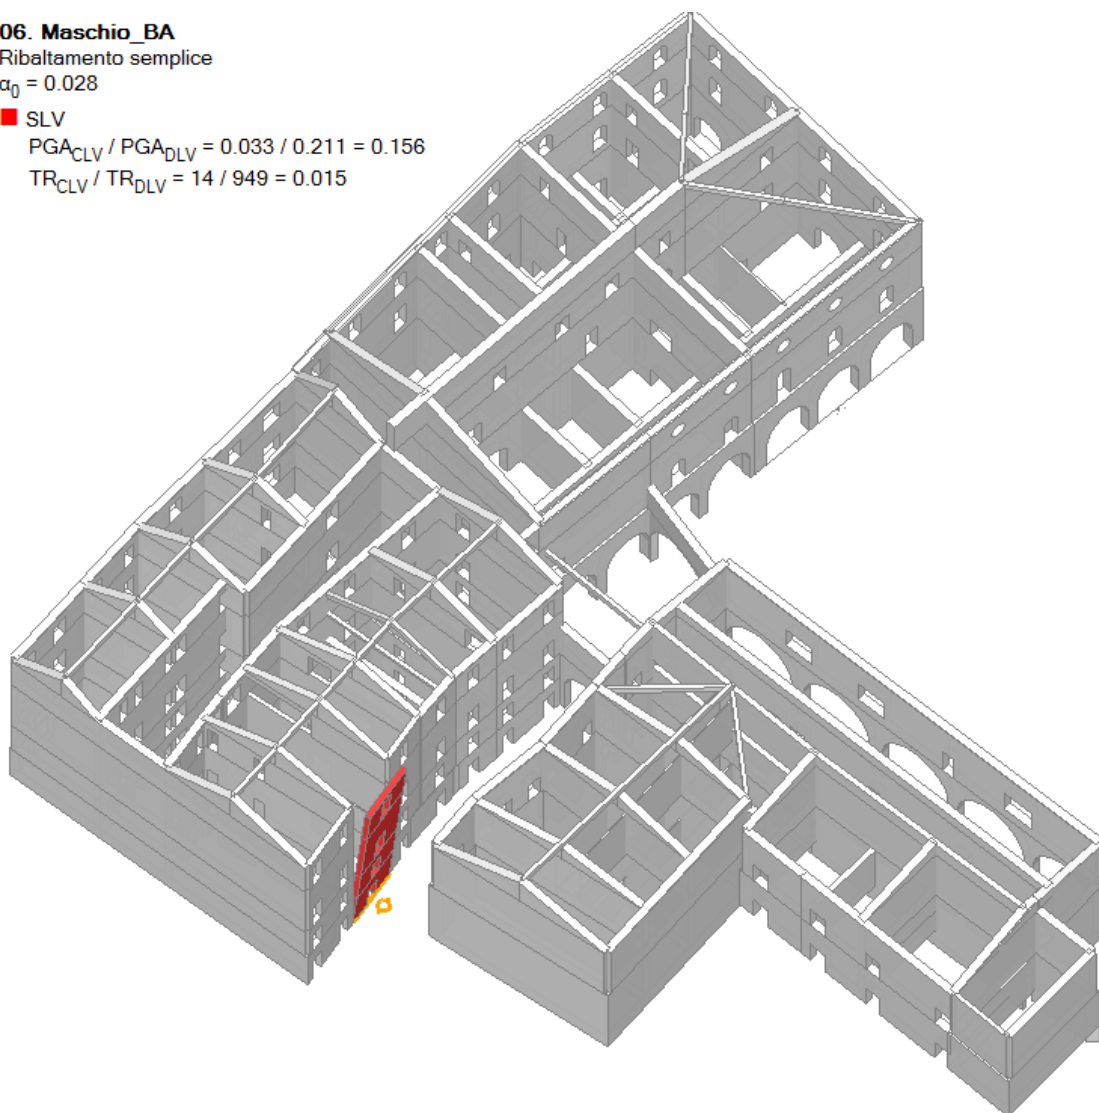 06. Maschio_BA
Ribaltamento semplice
α0 = 0.028
SLV
PGACLV / PGADLV = 0.033 / 0.211 = 0.156
TRCLV / TRDLV = 14 / 949 = 0.015